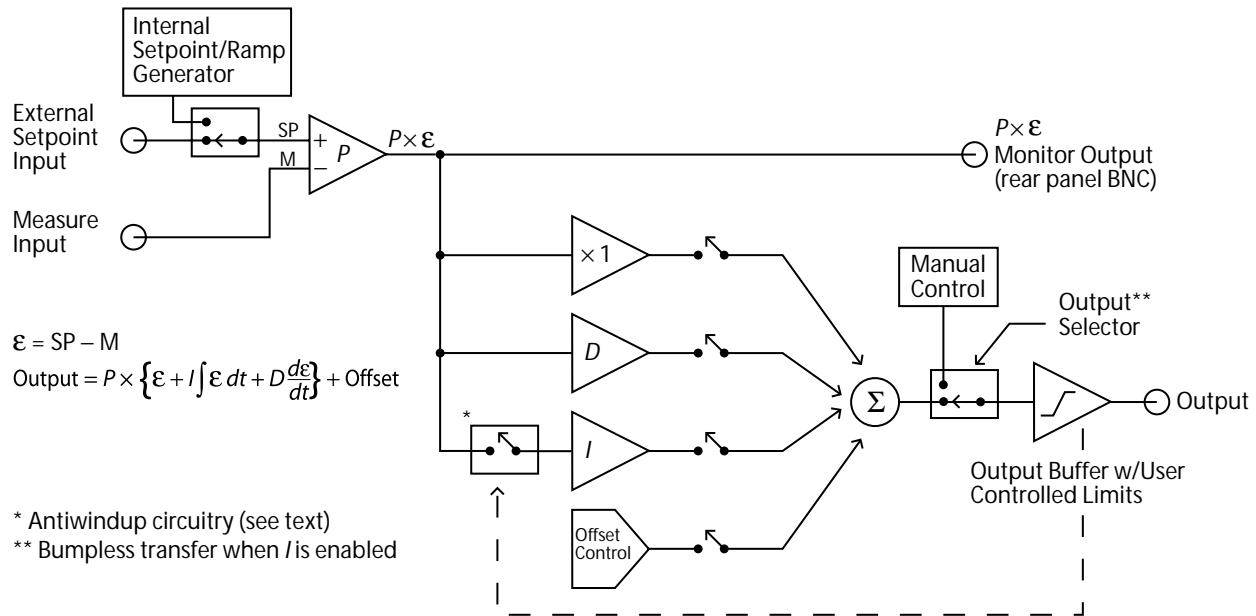 Internal
Setpoint/Ramp
Generator
External
Setpoint
Input
SP
+
P
M
−
P × ε
P × ε
Monitor Output
(rear panel BNC)
Measure
Input
× 1
Manual
Control
Output**
Selector
ε = SP – M
Output = P × {ε + I∫ε dt + D dε/dt} + Offset
D
Σ
Output
*
I
Output Buffer w/User
Controlled Limits
* Antiwindup circuitry (see text)
** Bumpless transfer when I is enabled
Offset
Control